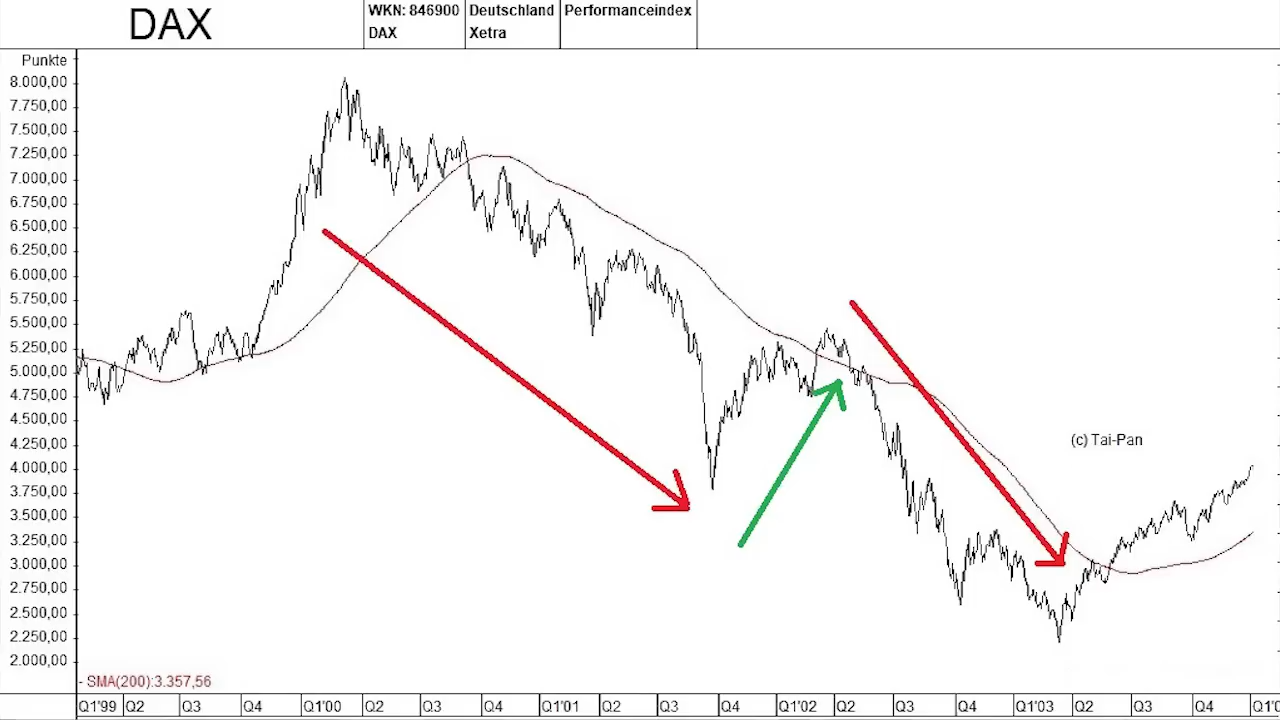 DAX
WKN: 846900
DAX
Deutschland
Xetra
Performanceindex
Punkte
8.000,00
7.750,00
7.500,00
7.250,00
7.000,00
6.750,00
6.500,00
6.250,00
6.000,00
5.750,00
5.500,00
5.250,00
5.000,00
4.750,00
4.500,00
4.250,00
4.000,00
3.750,00
3.500,00
3.250,00
3.000,00
2.750,00
2.500,00
2.250,00
2.000,00
(c) Tai-Pan
- SMA(200):3.357,56
Q1'99 Q2 Q3 Q4 Q1'00 Q2 Q3 Q4 Q1'01 Q2 Q3 Q4 Q1'02 Q2 Q3 Q4 Q1'03 Q2 Q3 Q4